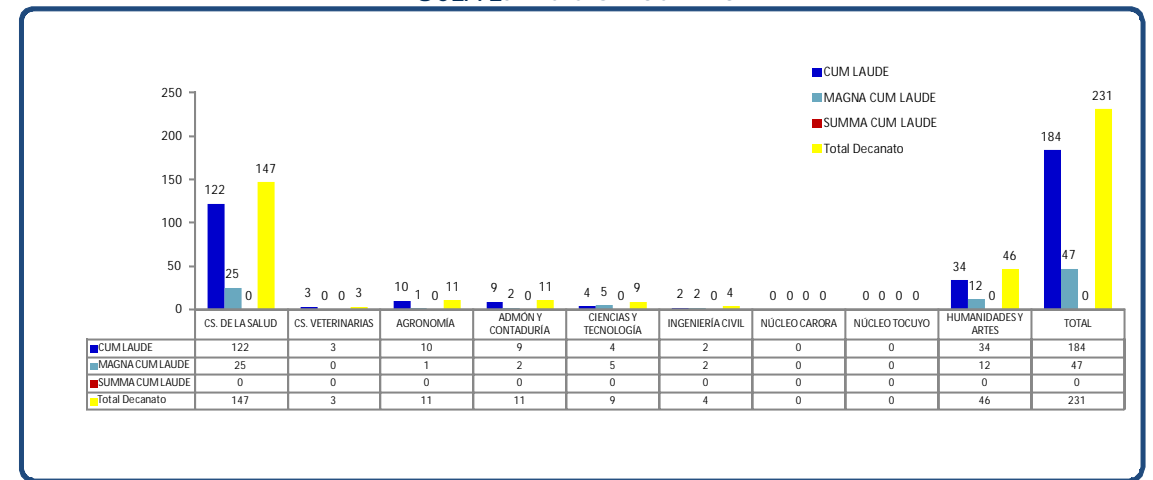 CUM LAUDE
MAGNA CUM LAUDE
SUMMA CUM LAUDE
Total Decanato
250
200
150
100
50
0
122 25 0 147
3 0 0 3
10 1 0 11
9 2 0 11
4 5 0 9
2 2 0 4
0 0 0 0
0 0 0 0
34 12 0 46
184 47 0 231
CS. DE LA SALUD CS. VETERINARIAS AGRONOMÍA ADMÓN Y CONTADURÍA CIENCIAS Y TECNOLOGÍA INGENIERÍA CIVIL NÚCLEO CARORA NÚCLEO TOCUYO HUMANIDADES Y ARTES TOTAL
CUM LAUDE 122 3 10 9 4 2 0 0 34 184
MAGNA CUM LAUDE 25 0 1 2 5 2 0 0 12 47
SUMMA CUM LAUDE 0 0 0 0 0 0 0 0 0 0
Total Decanato 147 3 11 11 9 4 0 0 46 231